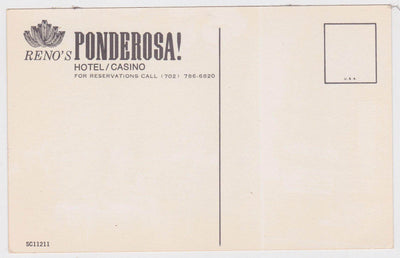 RENO'S PONDEROSA!
HOTEL / CASINO
FOR RESERVATIONS CALL (702) 786-6820
U.S.A.
SC11211